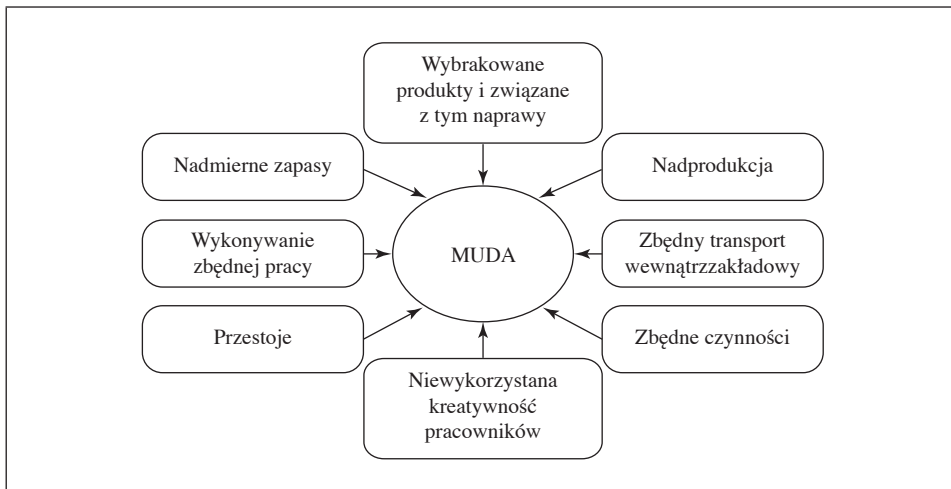 Wybrakowane
produkty i związane
z tym naprawy
Nadmierne zapasy
Nadprodukcja
Wykonywanie
zbędnej pracy
MUDA
Zbędny transport
wewnątrzzakładowy
Przestoje
Zbędne czynności
Niewykorzystana
kreatywność
pracowników